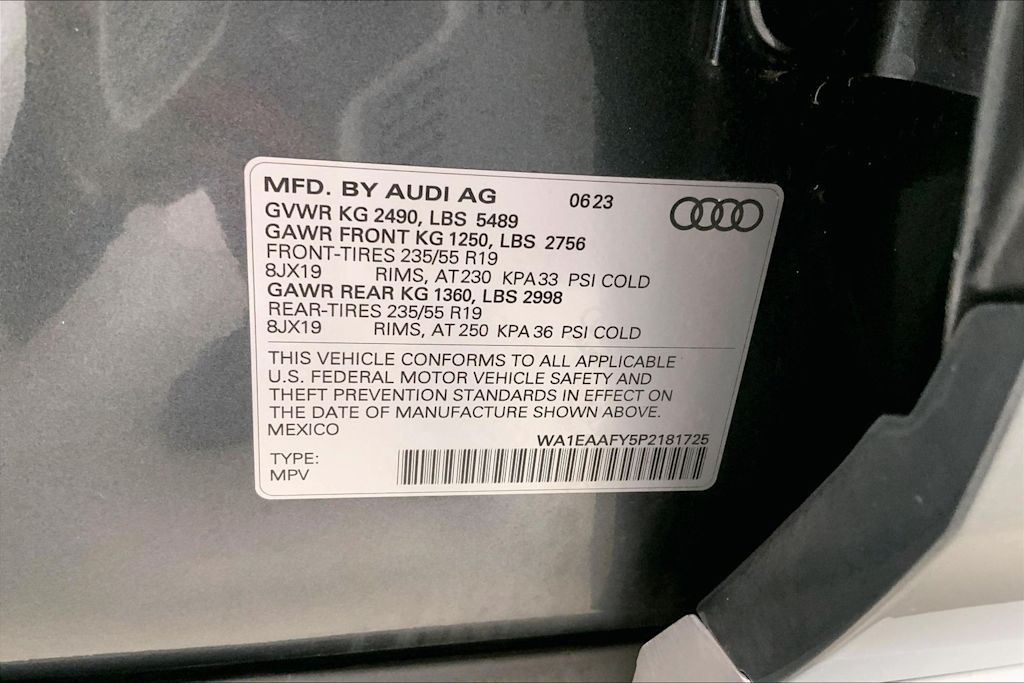 MFD. BY AUDI AG 06 23
GVWR KG 2490, LBS 5489
GAWR FRONT KG 1250, LBS 2756
FRONT-TIRES 235/55 R19
8JX19 RIMS, AT 230 KPA 33 PSI COLD
GAWR REAR KG 1360, LBS 2998
REAR-TIRES 235/55 R19
8JX19 RIMS, AT 250 KPA 36 PSI COLD
THIS VEHICLE CONFORMS TO ALL APPLICABLE
U.S. FEDERAL MOTOR VEHICLE SAFETY AND
THEFT PREVENTION STANDARDS IN EFFECT ON
THE DATE OF MANUFACTURE SHOWN ABOVE.
MEXICO
WA1EAAFY5P2181725
TYPE:
MPV